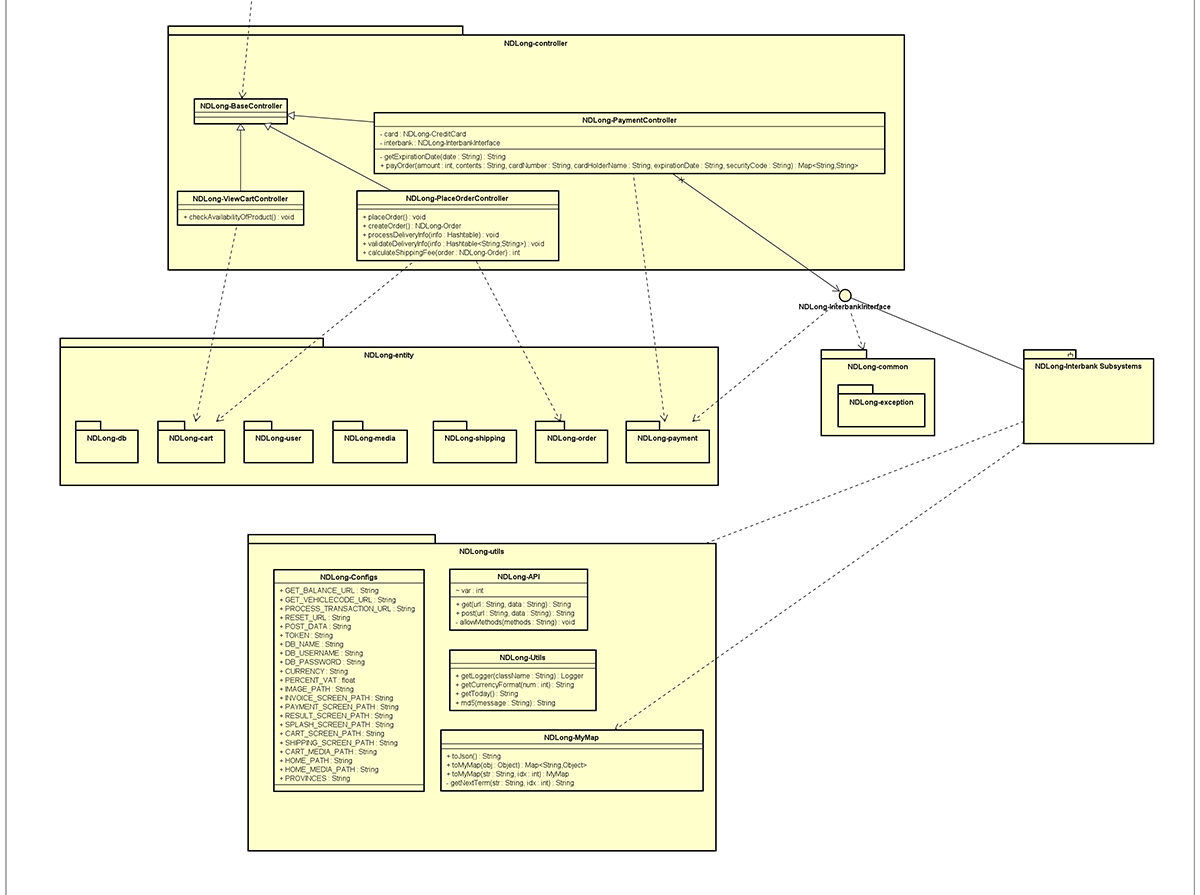 NDLong-controller
NDLong-BaseController
NDLong-PaymentController
- card : NDLong-CreditCard
- interbank : NDLong-InterbankInterface
- getExpirationDate(date : String) : String
+ payOrder(amount : int, contents : String, cardNumber : String, cardHolderName : String, expirationDate : String, securityCode : String) : Map<String,String>
NDLong-ViewCartController
+ checkAvailabilityOfProduct() : void
NDLong-PlaceOrderController
+ placeOrder() : void
+ createOrder() : NDLong-Order
+ processDeliveryInfo(info : Hashtable) : void
+ validateDeliveryInfo(info : Hashtable<String,String>) : void
+ calculateShippingFee(order : NDLong-Order) : int
NDLong-InterbankInterface
NDLong-entity
NDLong-db
NDLong-cart
NDLong-user
NDLong-media
NDLong-shipping
NDLong-order
NDLong-payment
NDLong-common
NDLong-exception
NDLong-Interbank Subsystems
NDLong-utils
NDLong-Configs
+ GET_BALANCE_URL : String
+ GET_VEHICLECODE_URL : String
+ PROCESS_TRANSACTION_URL : String
+ RESET_URL : String
+ POST_DATA : String
+ TOKEN : String
+ DB_NAME : String
+ DB_USERNAME : String
+ DB_PASSWORD : String
+ CURRENCY : String
+ PERCENT_VAT : float
+ IMAGE_PATH : String
+ INVOICE_SCREEN_PATH : String
+ PAYMENT_SCREEN_PATH : String
+ RESULT_SCREEN_PATH : String
+ SPLASH_SCREEN_PATH : String
+ CART_SCREEN_PATH : String
+ SHIPPING_SCREEN_PATH : String
+ CART_MEDIA_PATH : String
+ HOME_PATH : String
+ HOME_MEDIA_PATH : String
+ PROVINCES : String
NDLong-API
~ var : int
+ get(url : String, data : String) : String
+ post(url : String, data : String) : String
- allowMethods(methods : String) : void
NDLong-Utils
+ getLogger(className : String) : Logger
+ getCurrencyFormat(num : int) : String
+ getToday() : String
+ md5(message : String) : String
NDLong-MyMap
+ toJson() : String
+ toMyMap(obj : Object) : Map<String,Object>
+ toMyMap(str : String, idx : int) : MyMap
- getNextTerm(str : String, idx : int) : String